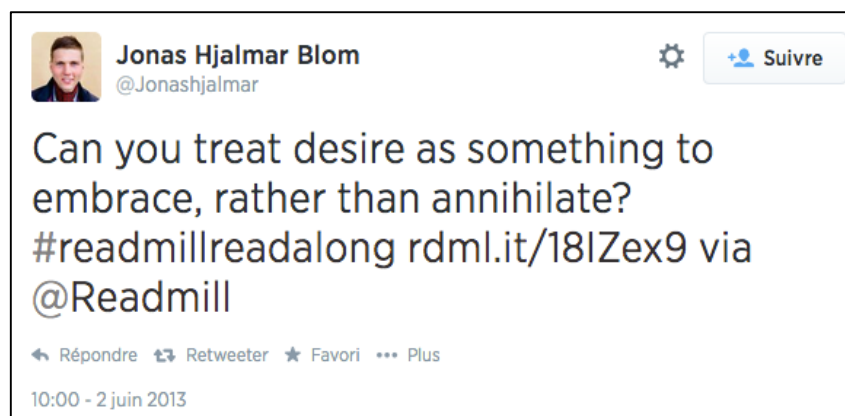 Jonas Hjalmar Blom
@Jonashjalmar
Suivre
Can you treat desire as something to
embrace, rather than annihilate?
#readmillreadalong rdml.it/18IZex9 via
@Readmill
Répondre Retweeter Favori Plus
10:00 - 2 juin 2013